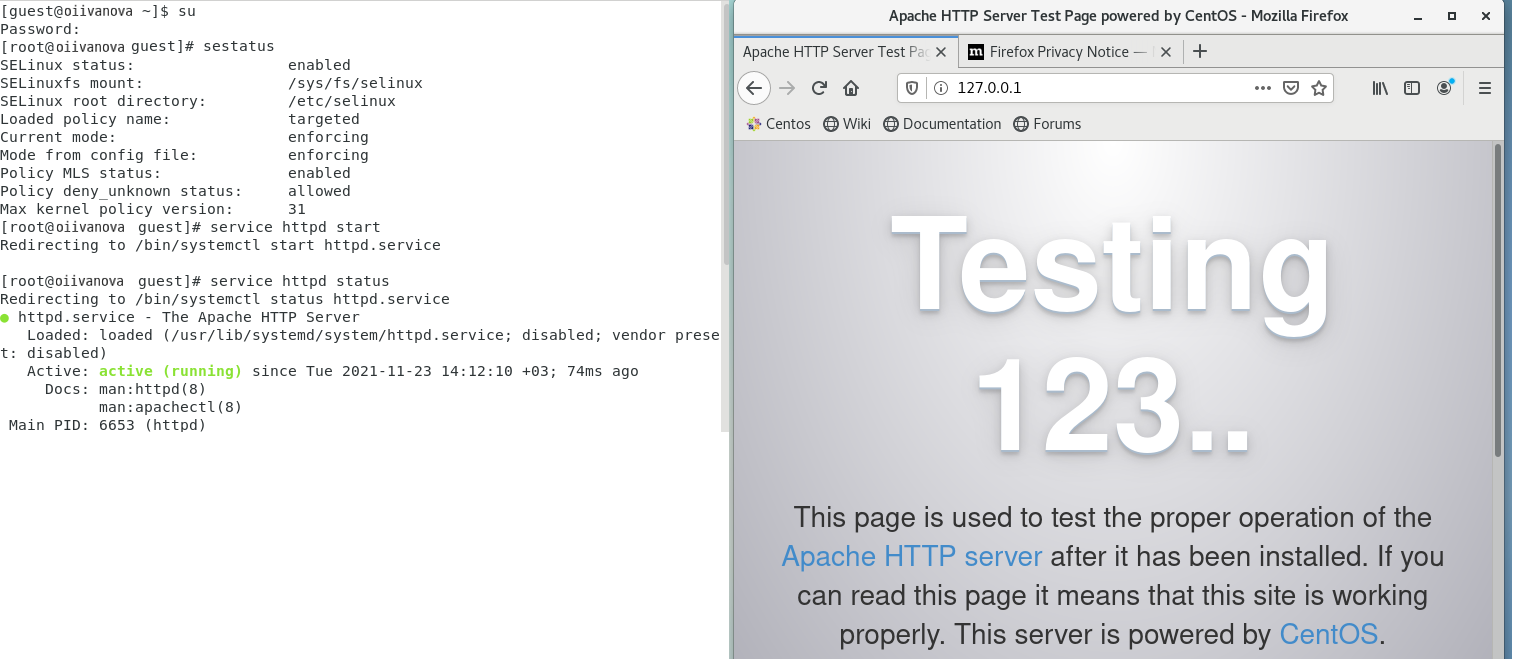 [guest@oiivanova ~]$ su
Password:
[root@oiivanova guest]# sestatus
SELinux status:                 enabled
SELinuxfs mount:                /sys/fs/selinux
SELinux root directory:         /etc/selinux
Loaded policy name:             targeted
Current mode:                   enforcing
Mode from config file:          enforcing
Policy MLS status:              enabled
Policy deny_unknown status:     allowed
Max kernel policy version:      31
[root@oiivanova guest]# service httpd start
Redirecting to /bin/systemctl start httpd.service
[root@oiivanova guest]# service httpd status
Redirecting to /bin/systemctl status httpd.service
● httpd.service - The Apache HTTP Server
   Loaded: loaded (/usr/lib/systemd/system/httpd.service; disabled; vendor prese
t: disabled)
   Active: active (running) since Tue 2021-11-23 14:12:10 +03; 74ms ago
     Docs: man:httpd(8)
           man:apachectl(8)
 Main PID: 6653 (httpd)
Apache HTTP Server Test Page powered by CentOS - Mozilla Firefox
Apache HTTP Server Test Pa
m Firefox Privacy Notice —
127.0.0.1
Centos Wiki Documentation Forums
Testing
123..
This page is used to test the proper operation of the
Apache HTTP server after it has been installed. If you
can read this page it means that this site is working
properly. This server is powered by CentOS.